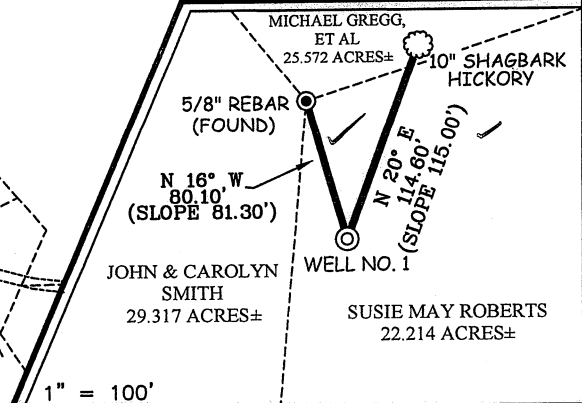 MICHAEL GREGG,
ET AL
25.572 ACRES±
10" SHAGBARK
HICKORY
5/8" REBAR
(FOUND)
N 16° W
80.10'
(SLOPE 81.30')
N 20° E
114.60'
(SLOPE 115.00')
WELL NO. 1
JOHN & CAROLYN
SMITH
29.317 ACRES±
SUSIE MAY ROBERTS
22.214 ACRES±
1" = 100'